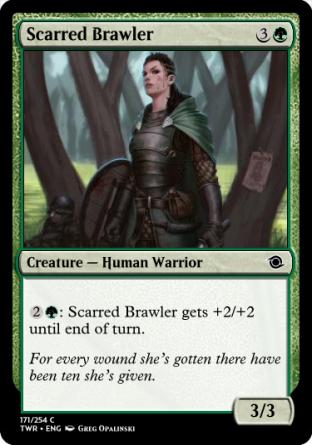 Scarred Brawler 3
Creature — Human Warrior
2 : Scarred Brawler gets +2/+2
until end of turn.
For every wound she's gotten there have
been ten she's given.
3/3
171/254 C
TWR • ENG Greg Opalinski